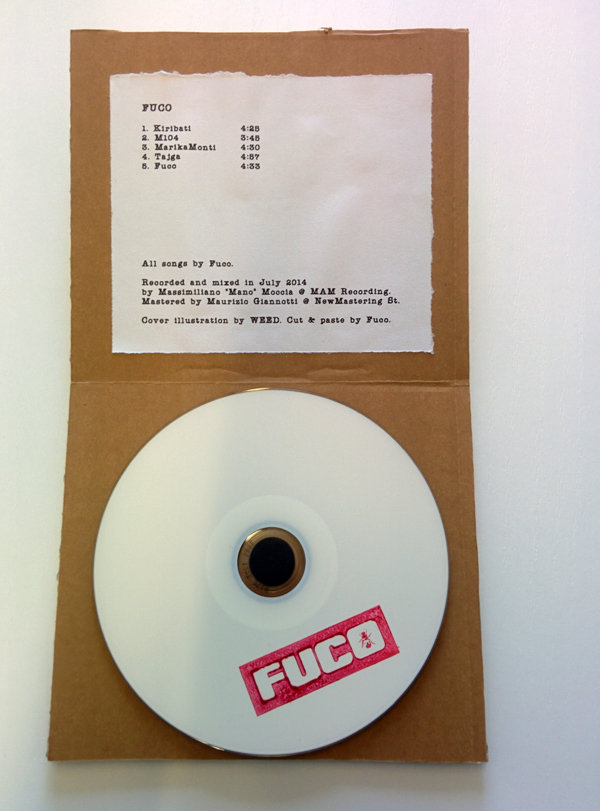 FUCO
1. Kiribati 4:25
2. M104 3:45
3. MarikaMonti 4:30
4. Tajga 4:57
5. Fuco 4:33
All songs by Fuco.
Recorded and mixed in July 2014
by Massimiliano "Mano" Moccia @ MAM Recording.
Mastered by Maurizio Giannotti @ NewMastering St.
Cover illustration by WEED. Cut & paste by Fuco.
FUCO